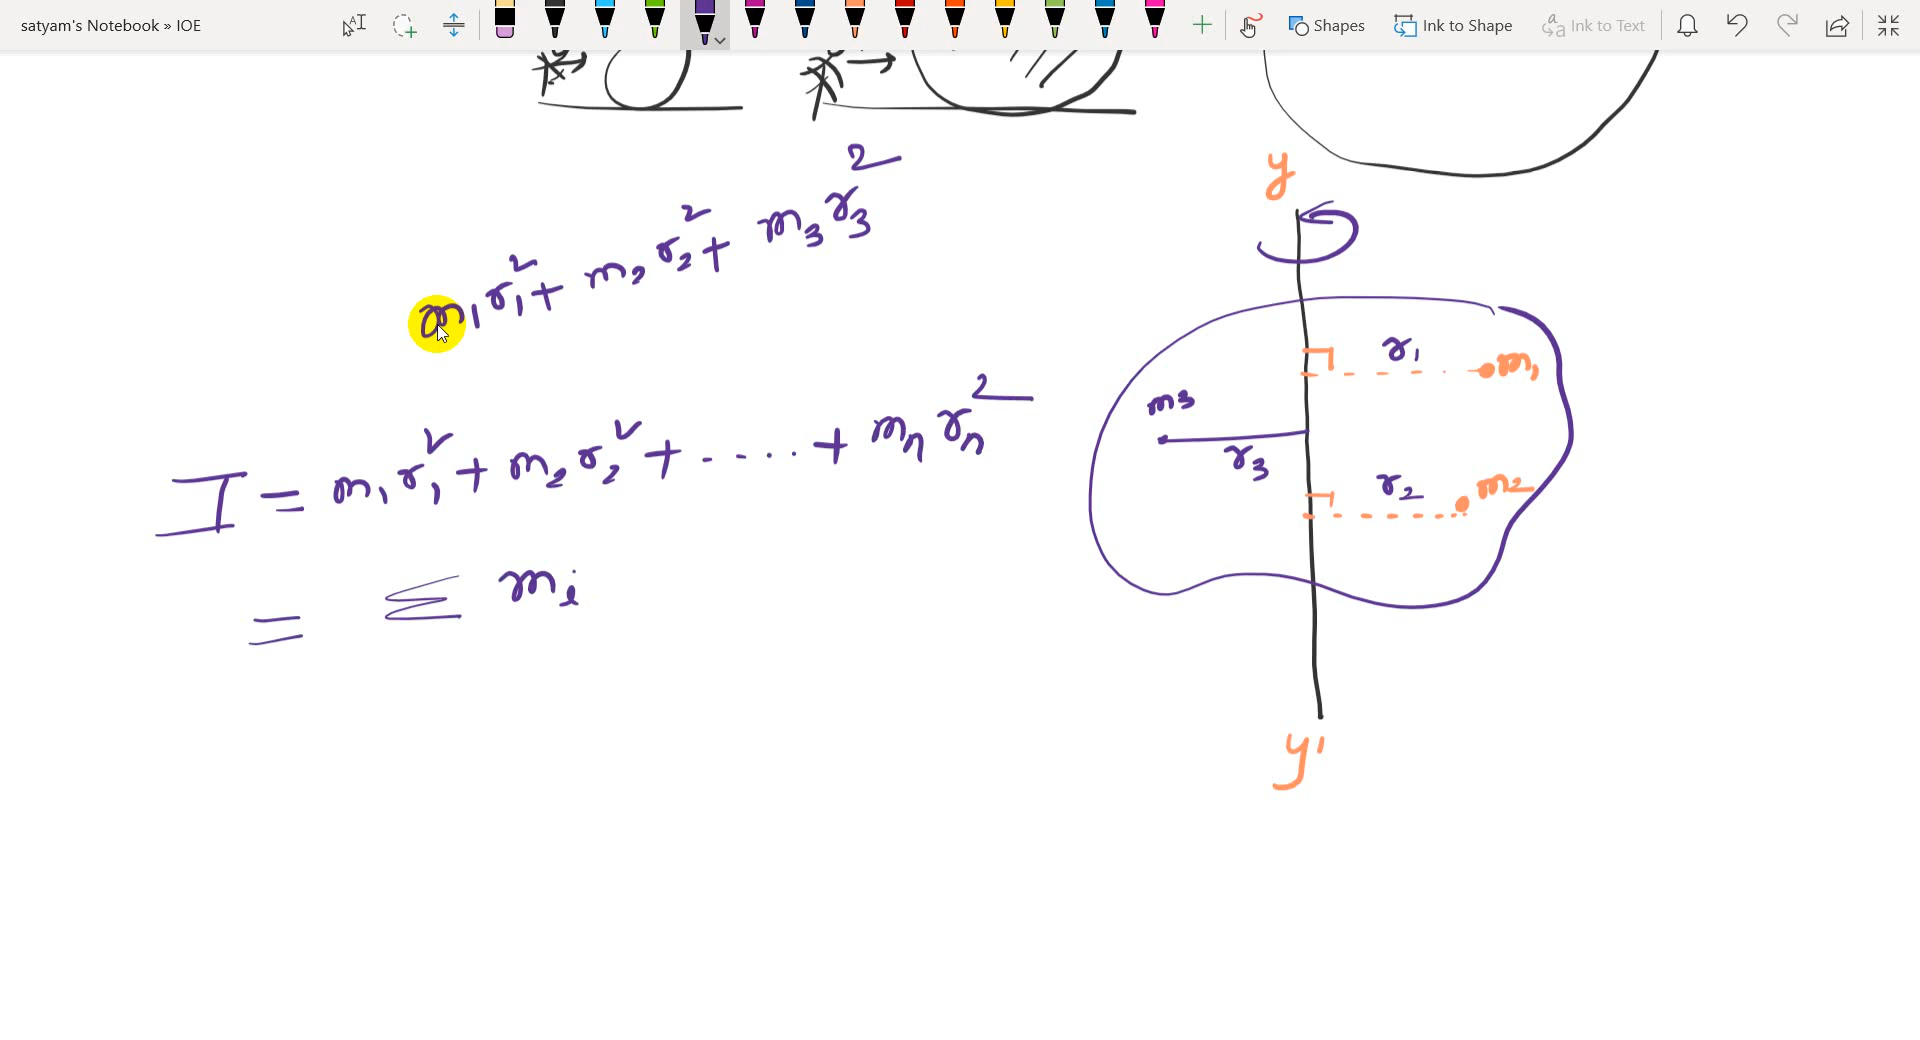 satyam's Notebook » IOE
Shapes
Ink to Shape
Ink to Text
m₁r₁² + m₂r₂² + m₃r₃²
I = m₁r₁² + m₂r₂² + ..... + mₙrₙ²
= Σ mᵢ
y
r₁ m₁
m₃
r₃
r₂ m₂
y'